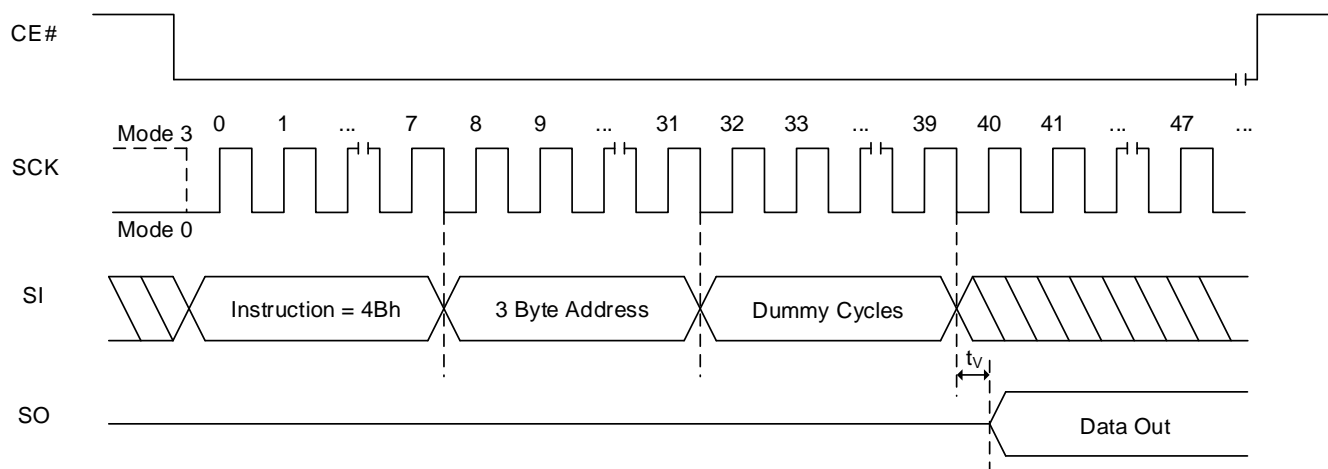 CE#
Mode 3 0 1 ... 7 8 9 ... 31 32 33 ... 39 40 41 ... 47 ...
SCK
Mode 0
SI Instruction = 4Bh 3 Byte Address Dummy Cycles
tV
SO Data Out